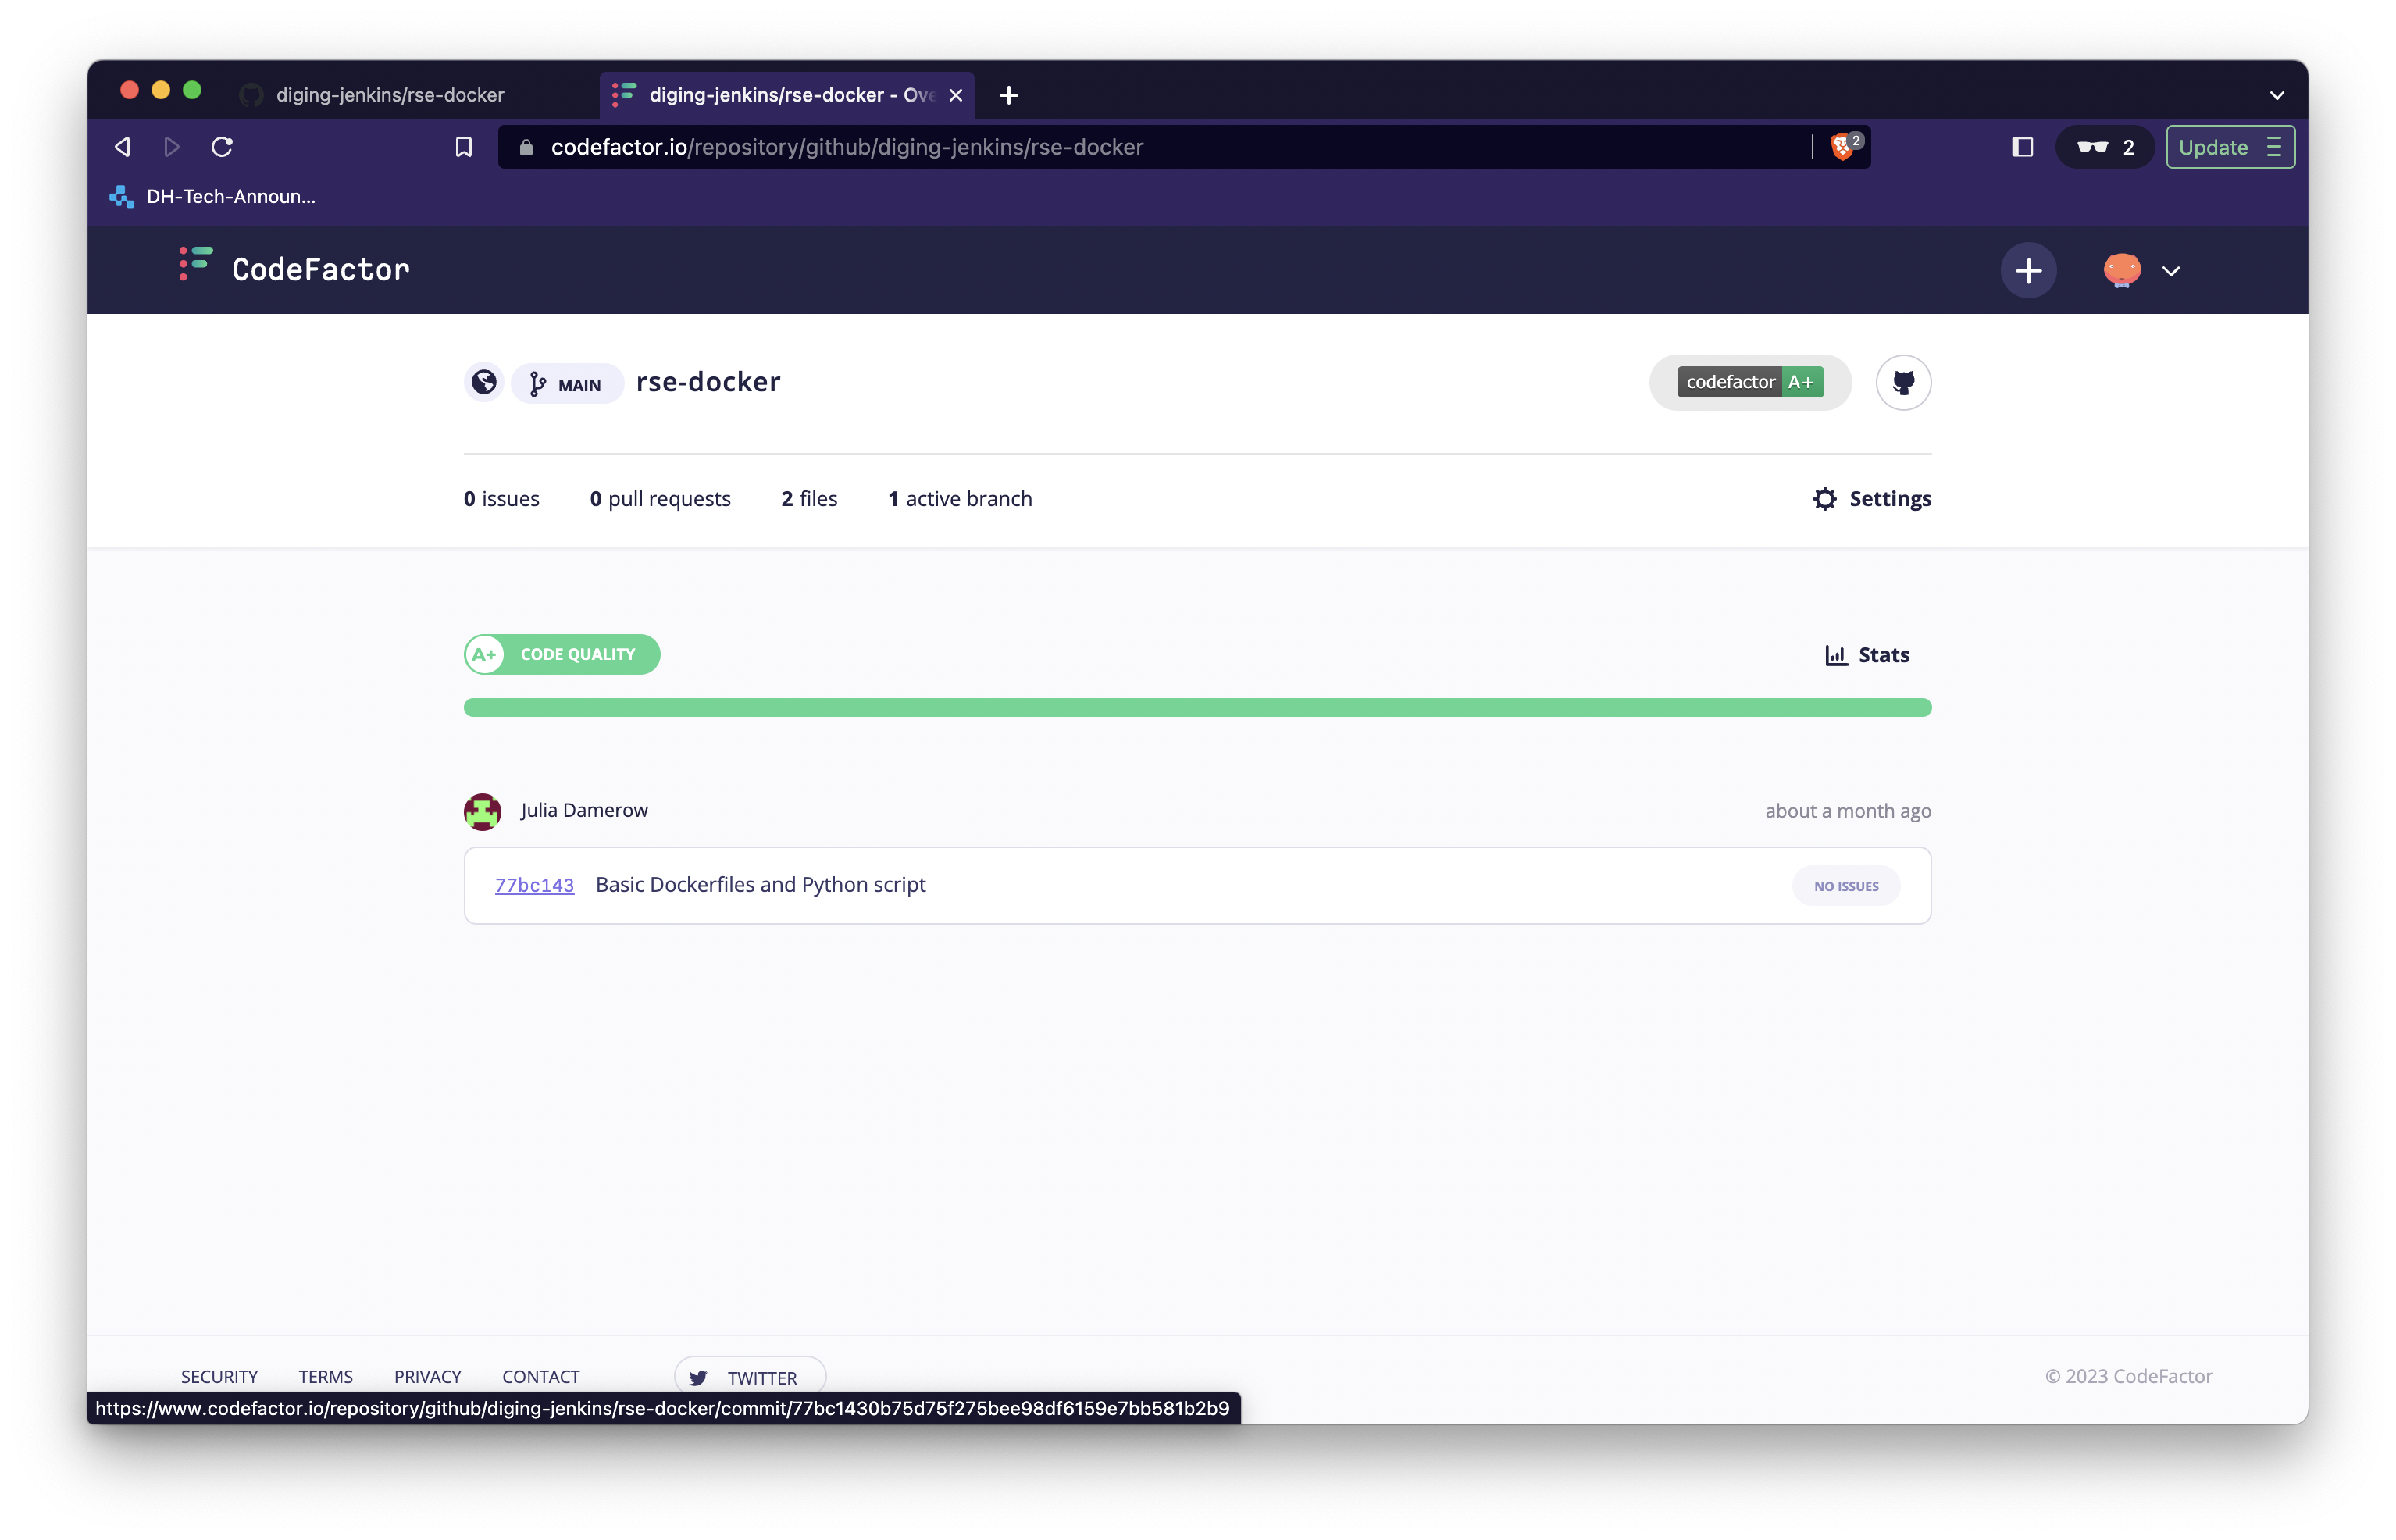 diging-jenkins/rse-docker
diging-jenkins/rse-docker - Ove
codefactor.io/repository/github/diging-jenkins/rse-docker
2
2
Update
DH-Tech-Announ...
CodeFactor
MAIN
rse-docker
codefactor A+
0 issues
0 pull requests
2 files
1 active branch
Settings
A+ CODE QUALITY
Stats
Julia Damerow
about a month ago
77bc143 Basic Dockerfiles and Python script
NO ISSUES
SECURITY
TERMS
PRIVACY
CONTACT
TWITTER
© 2023 CodeFactor
https://www.codefactor.io/repository/github/diging-jenkins/rse-docker/commit/77bc1430b75d75f275bee98df6159e7bb581b2b9